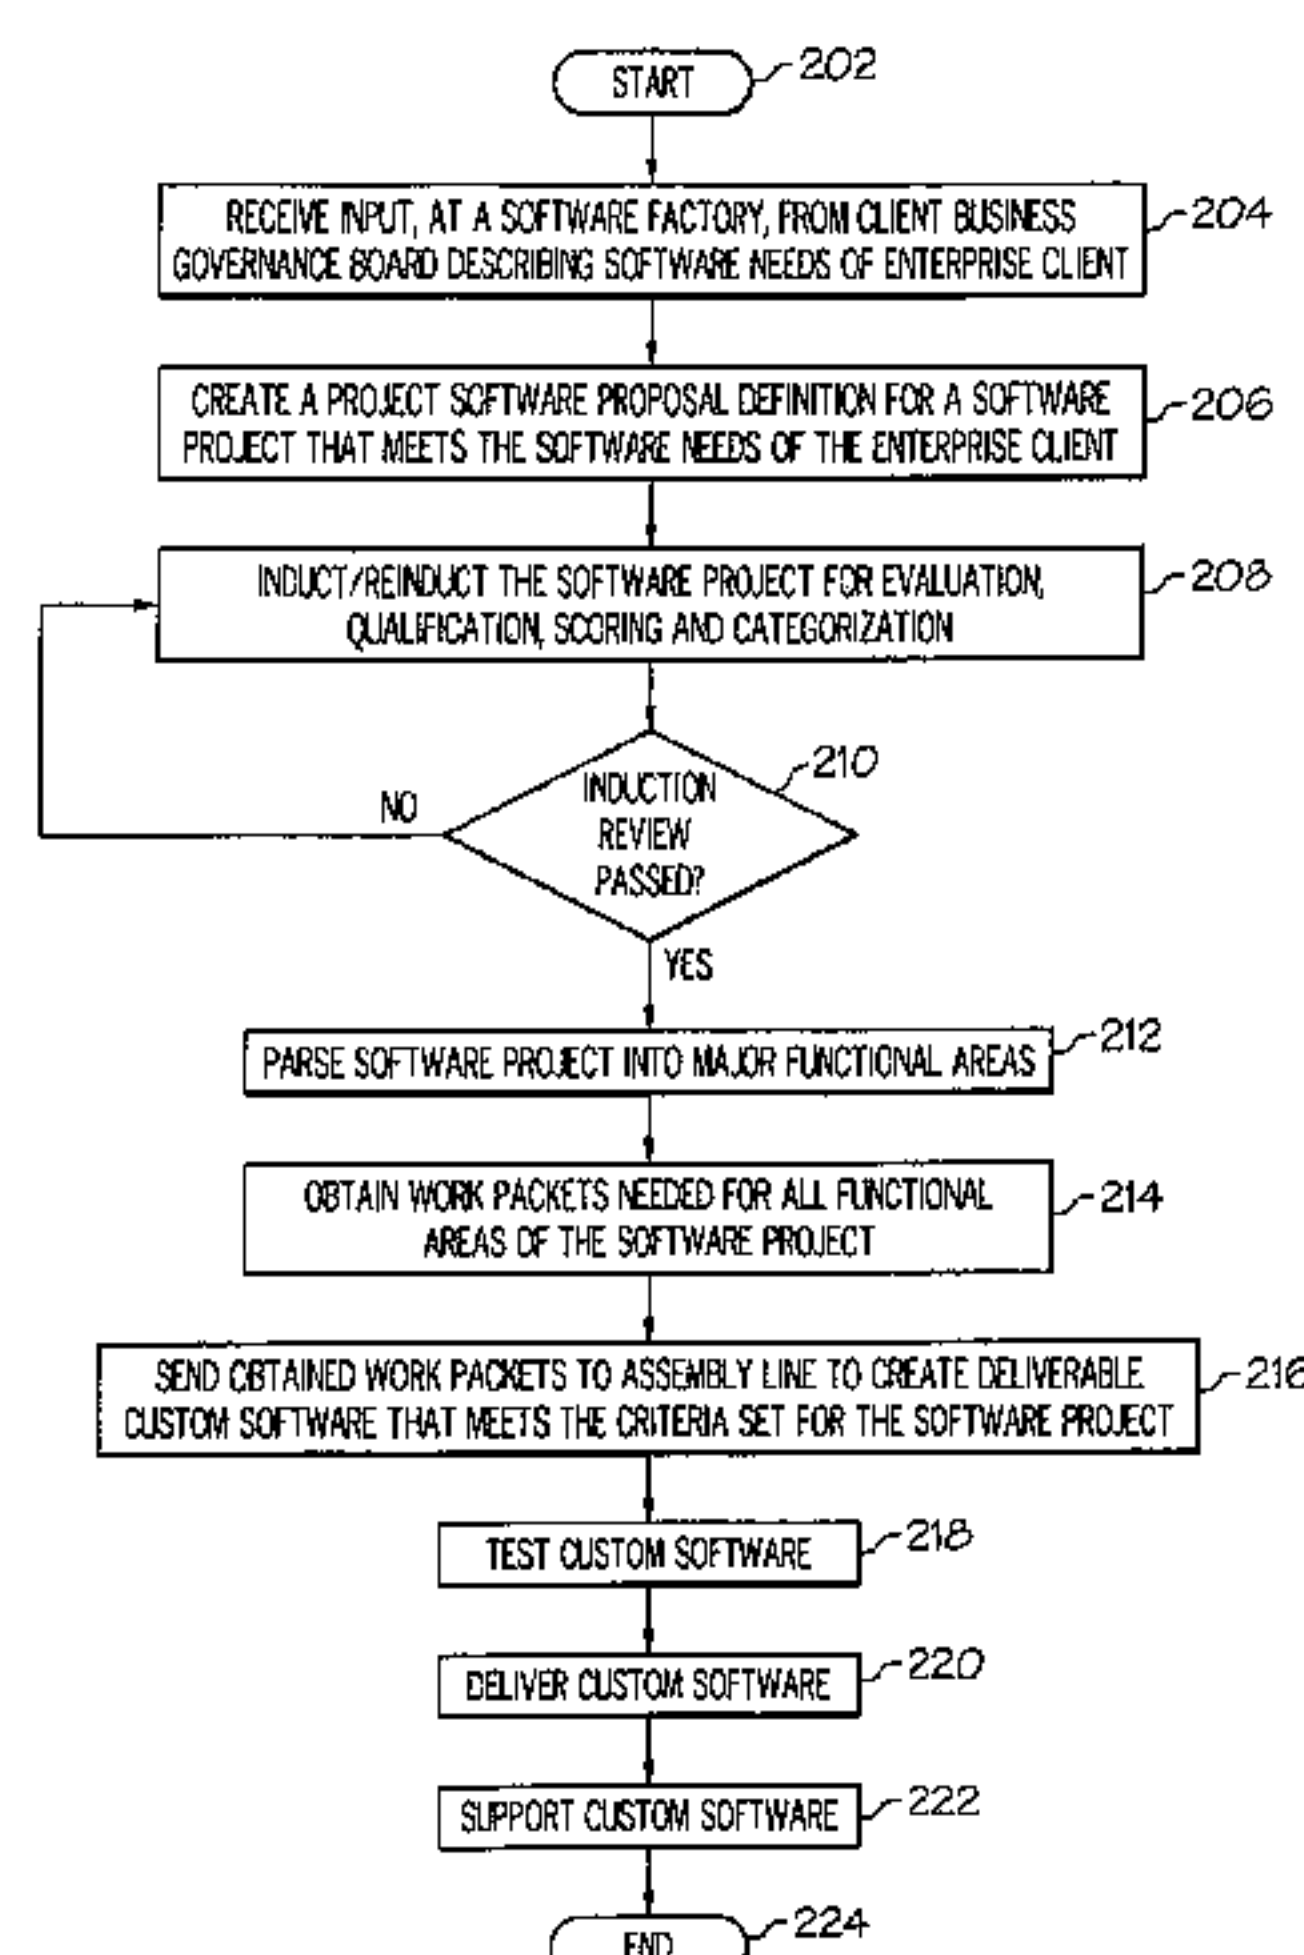 START
202
RECEIVE INPUT, AT A SOFTWARE FACTORY, FROM CLIENT BUSINESS
GOVERNANCE BOARD DESCRIBING SOFTWARE NEEDS OF ENTERPRISE CLIENT
204
CREATE A PROJECT SOFTWARE PROPOSAL DEFINITION FOR A SOFTWARE
PROJECT THAT MEETS THE SOFTWARE NEEDS OF THE ENTERPRISE CLIENT
206
INDUCT/REINDUCT THE SOFTWARE PROJECT FOR EVALUATION,
QUALIFICATION, SCORING AND CATEGORIZATION
208
INDUCTION
REVIEW
PASSED?
210
NO
YES
PARSE SOFTWARE PROJECT INTO MAJOR FUNCTIONAL AREAS
212
OBTAIN WORK PACKETS NEEDED FOR ALL FUNCTIONAL
AREAS OF THE SOFTWARE PROJECT
214
SEND OBTAINED WORK PACKETS TO ASSEMBLY LINE TO CREATE DELIVERABLE
CUSTOM SOFTWARE THAT MEETS THE CRITERIA SET FOR THE SOFTWARE PROJECT
216
TEST CUSTOM SOFTWARE
218
DELIVER CUSTOM SOFTWARE
220
SUPPORT CUSTOM SOFTWARE
222
END
224